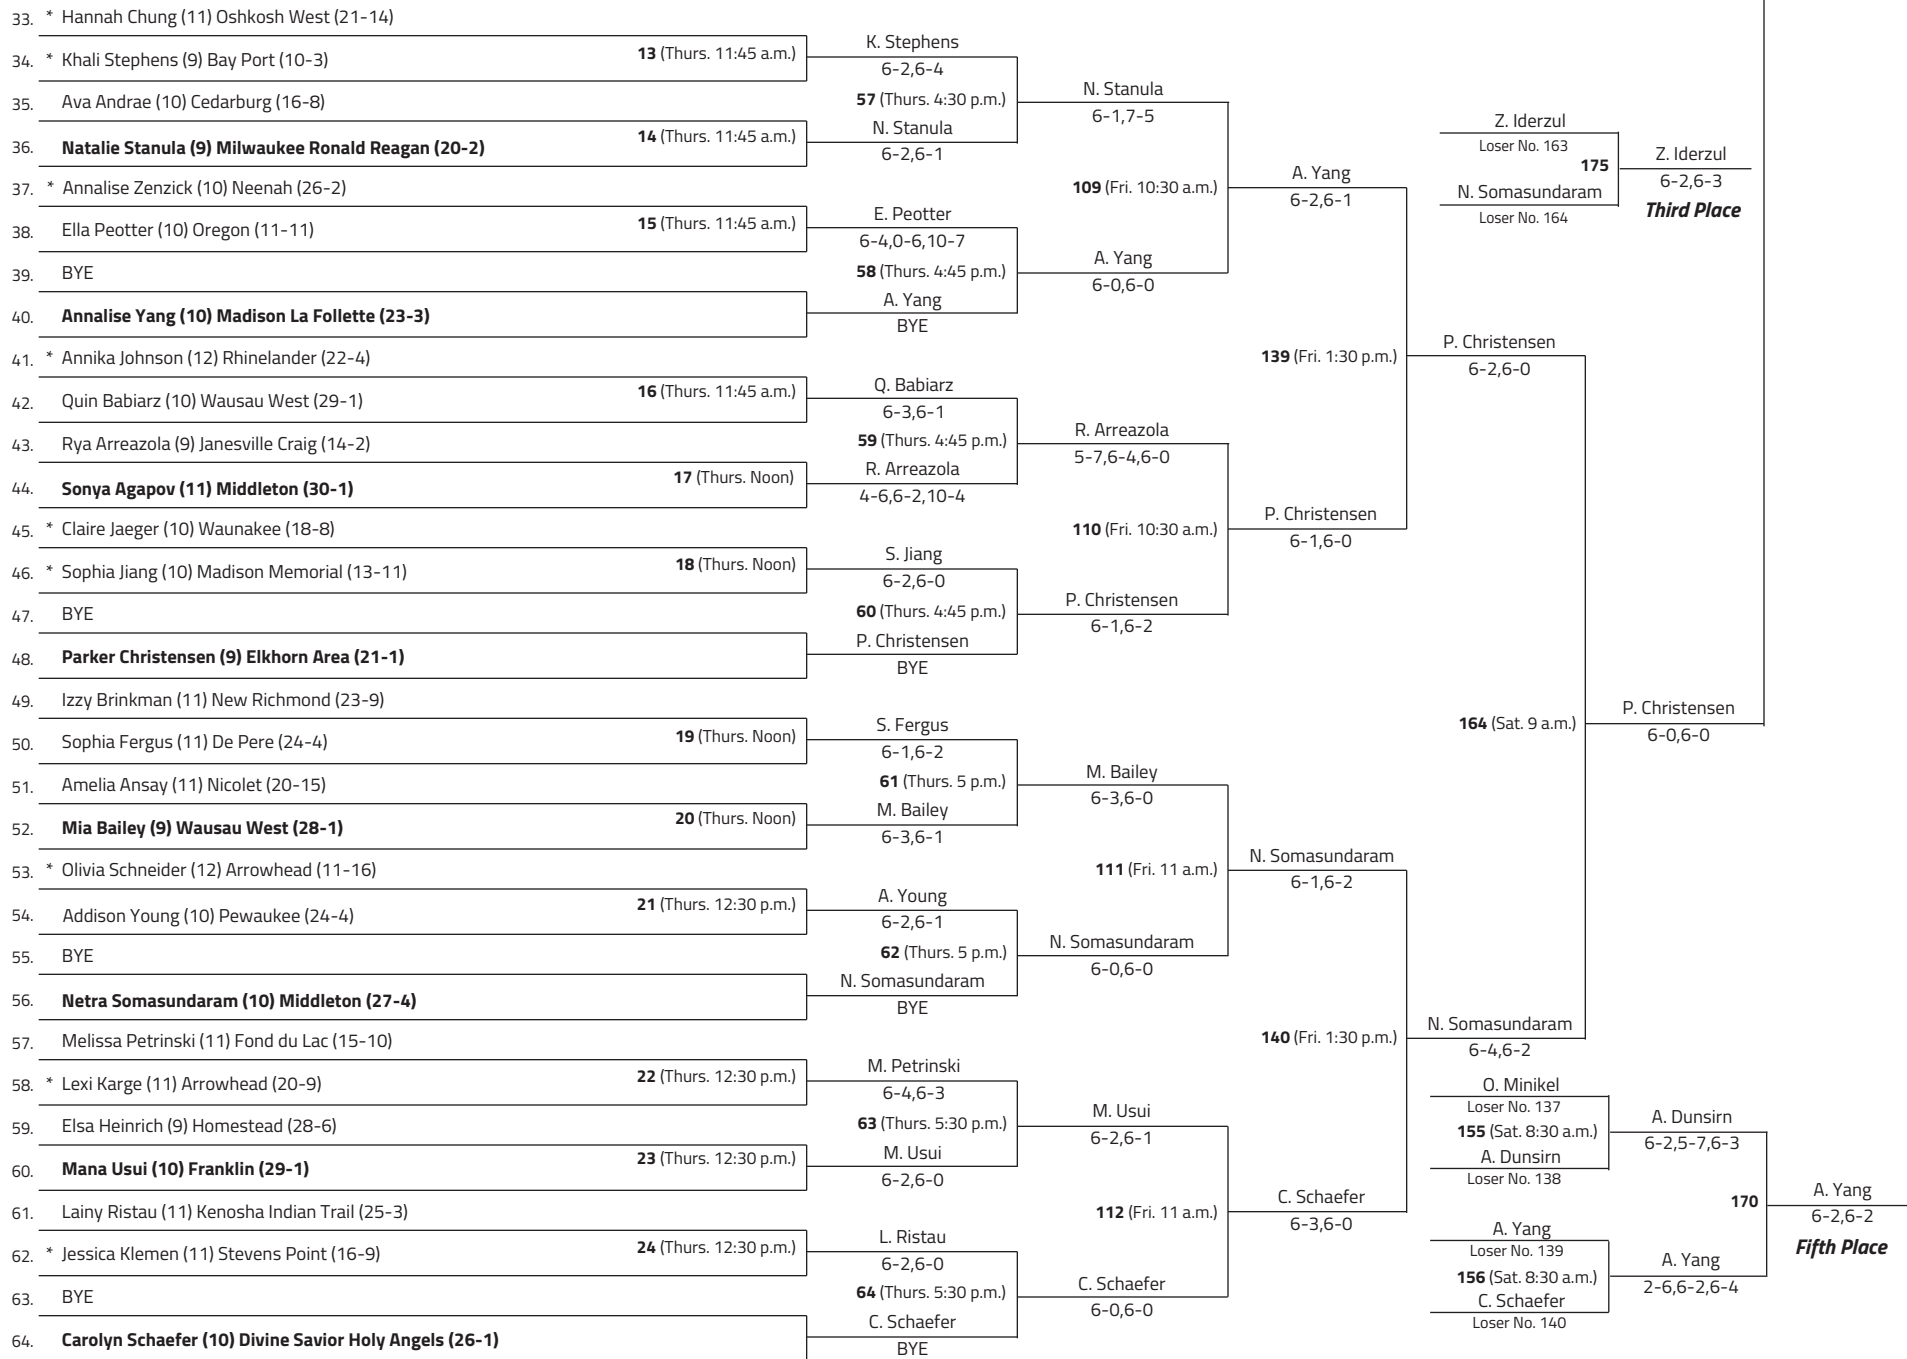 33. * Hannah Chung (11) Oshkosh West (21-14)
34. * Khali Stephens (9) Bay Port (10-3)
35. Ava Andrae (10) Cedarburg (16-8)
36. Natalie Stanula (9) Milwaukee Ronald Reagan (20-2)
37. * Annalise Zenzick (10) Neenah (26-2)
38. Ella Peotter (10) Oregon (11-11)
39. BYE
40. Annalise Yang (10) Madison La Follette (23-3)
41. * Annika Johnson (12) Rhinelander (22-4)
42. Quin Babiarz (10) Wausau West (29-1)
43. Rya Arreazola (9) Janesville Craig (14-2)
44. Sonya Agapov (11) Middleton (30-1)
45. * Claire Jaeger (10) Waunakee (18-8)
46. * Sophia Jiang (10) Madison Memorial (13-11)
47. BYE
48. Parker Christensen (9) Elkhorn Area (21-1)
49. Izzy Brinkman (11) New Richmond (23-9)
50. Sophia Fergus (11) De Pere (24-4)
51. Amelia Ansay (11) Nicolet (20-15)
52. Mia Bailey (9) Wausau West (28-1)
53. * Olivia Schneider (12) Arrowhead (11-16)
54. Addison Young (10) Pewaukee (24-4)
55. BYE
56. Netra Somasundaram (10) Middleton (27-4)
57. Melissa Petrinski (11) Fond du Lac (15-10)
58. * Lexi Karge (11) Arrowhead (20-9)
59. Elsa Heinrich (9) Homestead (28-6)
60. Mana Usui (10) Franklin (29-1)
61. Lainy Ristau (11) Kenosha Indian Trail (25-3)
62. * Jessica Klemen (11) Stevens Point (16-9)
63. BYE
64. Carolyn Schaefer (10) Divine Savior Holy Angels (26-1)
13 (Thurs. 11:45 a.m.)
14 (Thurs. 11:45 a.m.)
15 (Thurs. 11:45 a.m.)
16 (Thurs. 11:45 a.m.)
17 (Thurs. Noon)
18 (Thurs. Noon)
19 (Thurs. Noon)
20 (Thurs. Noon)
21 (Thurs. 12:30 p.m.)
22 (Thurs. 12:30 p.m.)
23 (Thurs. 12:30 p.m.)
24 (Thurs. 12:30 p.m.)
K. Stephens
6-2,6-4
57 (Thurs. 4:30 p.m.)
N. Stanula
6-2,6-1
E. Peotter
6-4,0-6,10-7
58 (Thurs. 4:45 p.m.)
A. Yang
BYE
Q. Babiarz
6-3,6-1
59 (Thurs. 4:45 p.m.)
R. Arreazola
4-6,6-2,10-4
S. Jiang
6-2,6-0
60 (Thurs. 4:45 p.m.)
P. Christensen
BYE
S. Fergus
6-1,6-2
61 (Thurs. 5 p.m.)
M. Bailey
6-3,6-1
A. Young
6-2,6-1
62 (Thurs. 5 p.m.)
N. Somasundaram
BYE
M. Petrinski
6-4,6-3
63 (Thurs. 5:30 p.m.)
M. Usui
6-2,6-0
L. Ristau
6-2,6-0
64 (Thurs. 5:30 p.m.)
C. Schaefer
BYE
N. Stanula
6-1,7-5
109 (Fri. 10:30 a.m.)
A. Yang
6-0,6-0
R. Arreazola
5-7,6-4,6-0
110 (Fri. 10:30 a.m.)
P. Christensen
6-1,6-2
M. Bailey
6-3,6-0
111 (Fri. 11 a.m.)
N. Somasundaram
6-0,6-0
M. Usui
6-2,6-1
112 (Fri. 11 a.m.)
C. Schaefer
6-0,6-0
A. Yang
6-2,6-1
139 (Fri. 1:30 p.m.)
P. Christensen
6-1,6-0
N. Somasundaram
6-1,6-2
140 (Fri. 1:30 p.m.)
C. Schaefer
6-3,6-0
P. Christensen
6-2,6-0
164 (Sat. 9 a.m.)
N. Somasundaram
6-4,6-2
P. Christensen
6-0,6-0
Z. Iderzul
Loser No. 163
175
N. Somasundaram
Loser No. 164
Z. Iderzul
6-2,6-3
Third Place
O. Minikel
Loser No. 137
155 (Sat. 8:30 a.m.)
A. Dunsirn
Loser No. 138
A. Dunsirn
6-2,5-7,6-3
170
A. Yang
Loser No. 139
156 (Sat. 8:30 a.m.)
C. Schaefer
Loser No. 140
A. Yang
2-6,6-2,6-4
A. Yang
6-2,6-2
Fifth Place